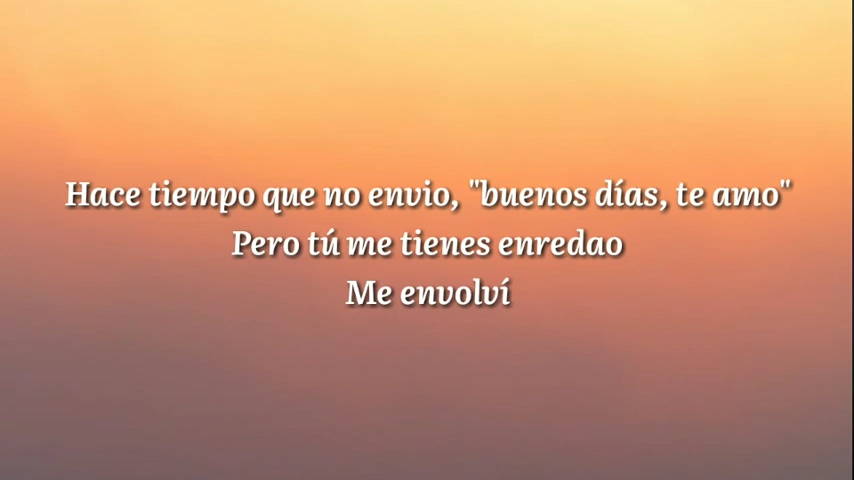 Hace tiempo que no envio, "buenos días, te amo"
Pero tú me tienes enredao
Me envolví